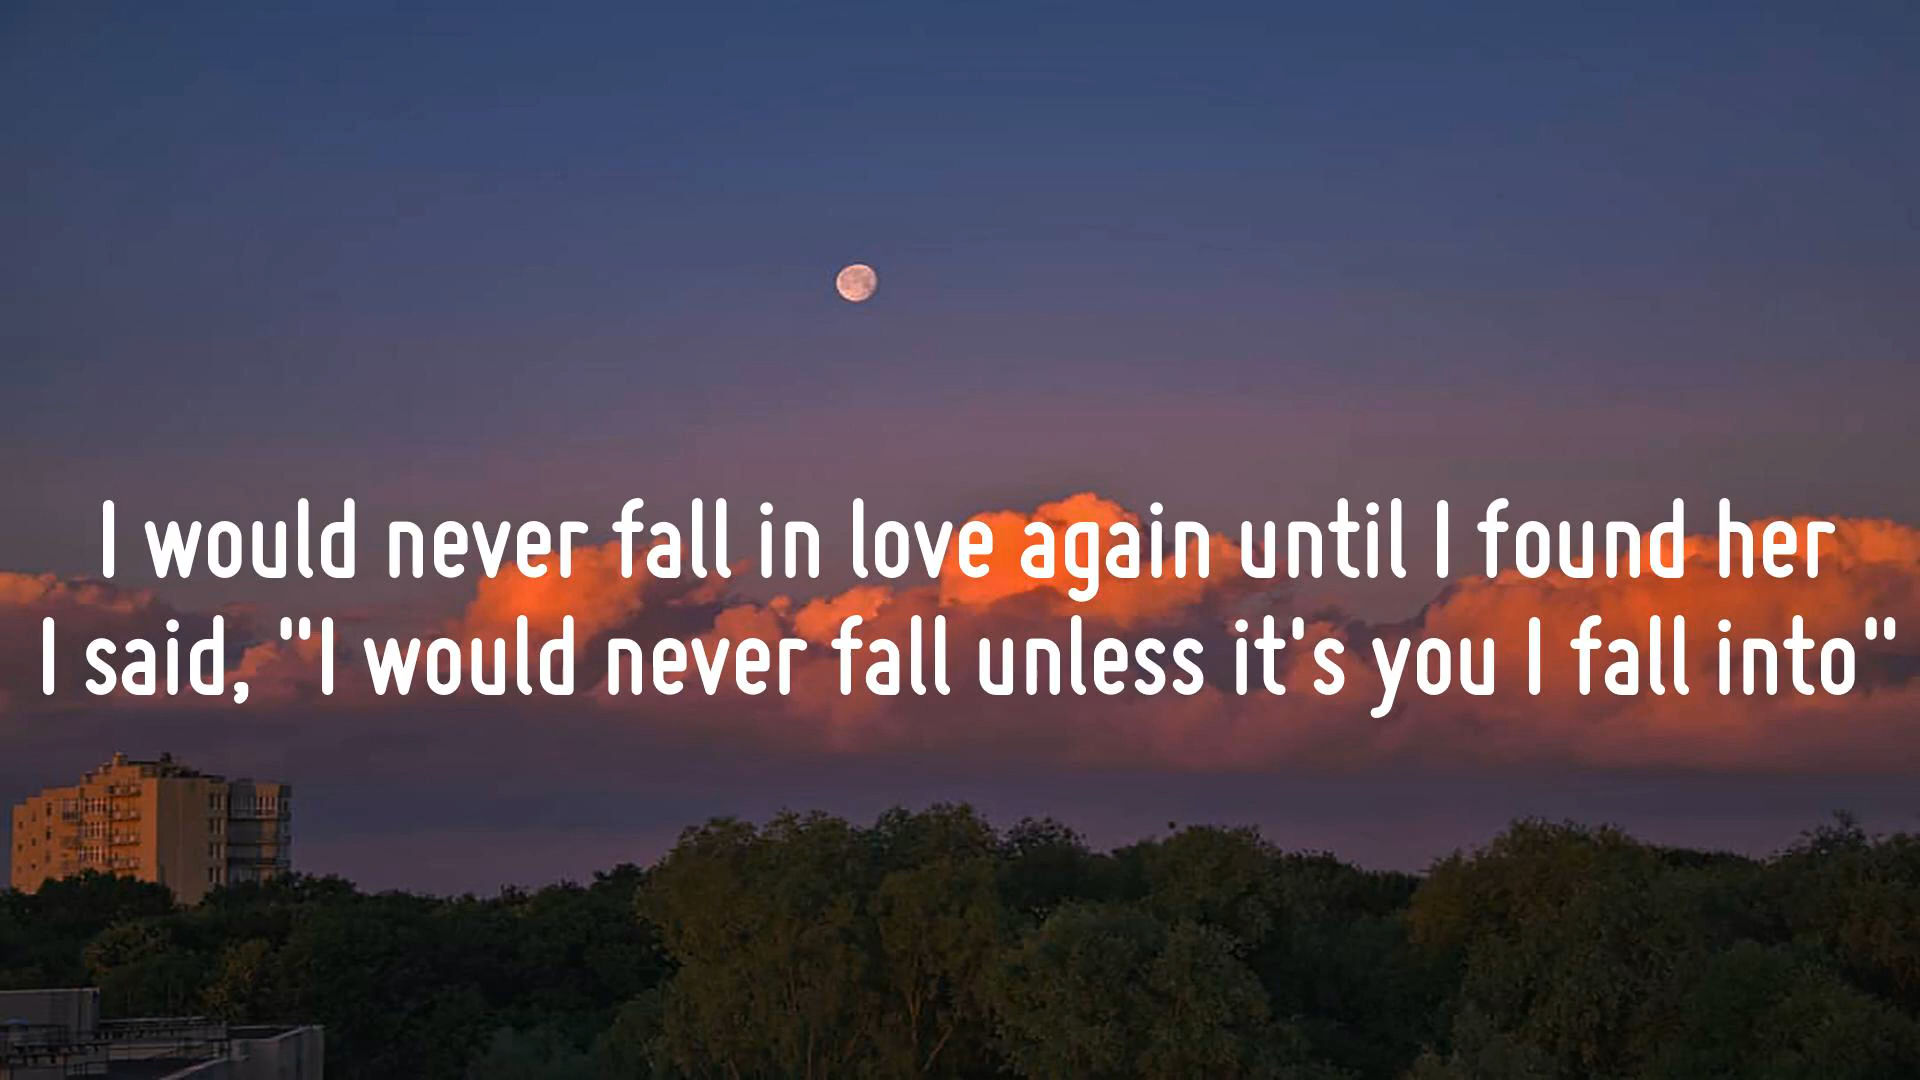 I would never fall in love again until I found her
I said, "I would never fall unless it's you I fall into"